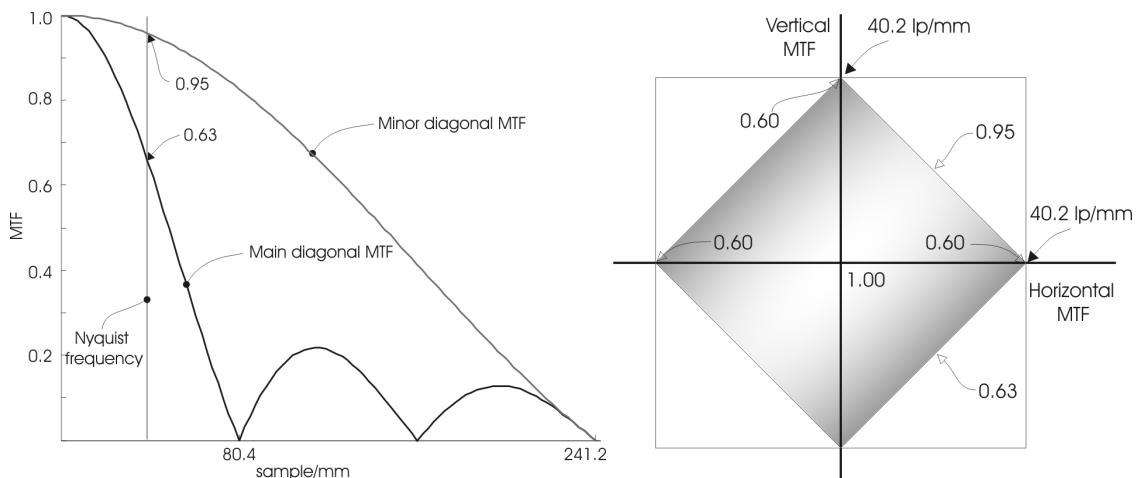 1.0
0.8
0.6
0.4
0.2
MTF
0.95
0.63
Minor diagonal MTF
Main diagonal MTF
Nyquist
frequency
80.4
241.2
sample/mm
Vertical
MTF
40.2 lp/mm
0.60
0.95
40.2 lp/mm
0.60
0.60
1.00
Horizontal
MTF
0.63